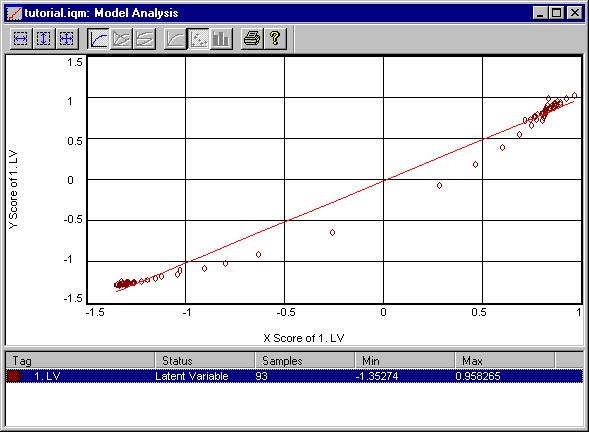 tutorial.iqm: Model Analysis
?
1.5
1
0.5
0
-0.5
-1
-1.5
Y Score of 1. LV
-1.5 -1 -0.5 0 0.5 1
X Score of 1. LV
Tag Status Samples Min Max
1. LV Latent Variable 93 -1.35274 0.958265